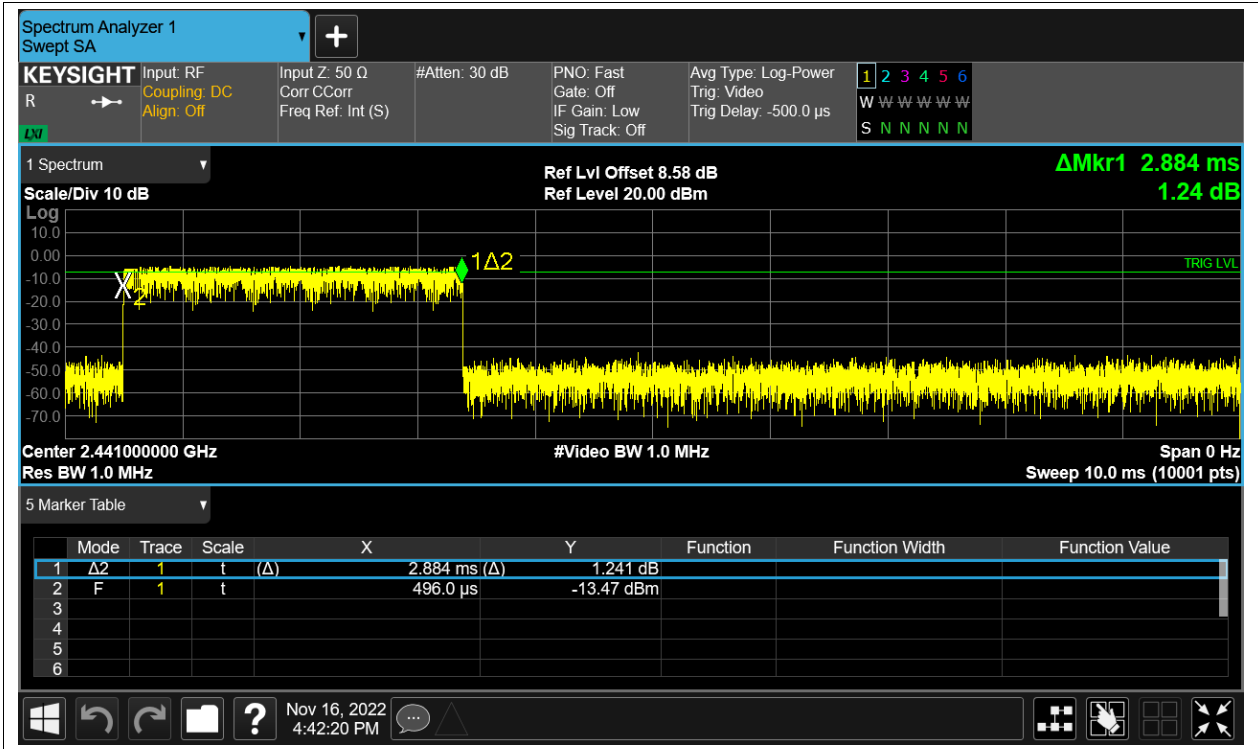 Spectrum Analyzer 1
Swept SA
+
KEYSIGHT
R
LXI
Input: RF
Coupling: DC
Align: Off
Input Z: 50 Ω
Corr CCorr
Freq Ref: Int (S)
#Atten: 30 dB
PNO: Fast
Gate: Off
IF Gain: Low
Sig Track: Off
Avg Type: Log-Power
Trig: Video
Trig Delay: -500.0 µs
1 2 3 4 5 6
W W W W W W
S N N N N N
1 Spectrum
Scale/Div 10 dB
Ref Lvl Offset 8.58 dB
Ref Level 20.00 dBm
ΔMkr1 2.884 ms
1.24 dB
Log
10.0
0.00
-10.0
-20.0
-30.0
-40.0
-50.0
-60.0
-70.0
X2
1Δ2
TRIG LVL
Center 2.441000000 GHz
#Video BW 1.0 MHz
Span 0 Hz
Res BW 1.0 MHz
Sweep 10.0 ms (10001 pts)
5 Marker Table
Mode Trace Scale X Y Function Function Width Function Value
1 Δ2 1 t (Δ) 2.884 ms (Δ) 1.241 dB
2 F 1 t 496.0 µs -13.47 dBm
3
4
5
6
?
Nov 16, 2022
4:42:20 PM